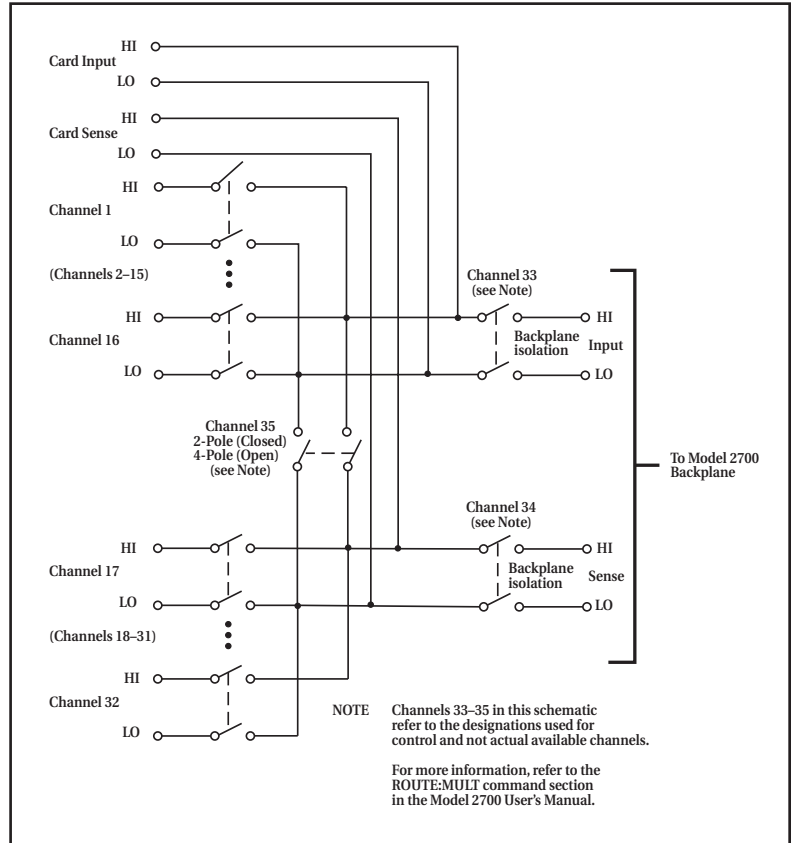 HI
Card Input
LO
HI
Card Sense
LO
HI
Channel 1
LO
(Channels 2–15)
Channel 33
(see Note)
HI
HI
Channel 16
Backplane
isolation
Input
LO
LO
Channel 35
2-Pole (Closed)
4-Pole (Open)
(see Note)
To Model 2700
Backplane
Channel 34
(see Note)
HI
HI
Channel 17
Backplane
isolation
Sense
LO
LO
(Channels 18–31)
HI
Channel 32
LO
NOTE Channels 33–35 in this schematic
refer to the designations used for
control and not actual available channels.
For more information, refer to the
ROUTE:MULT command section
in the Model 2700 User's Manual.